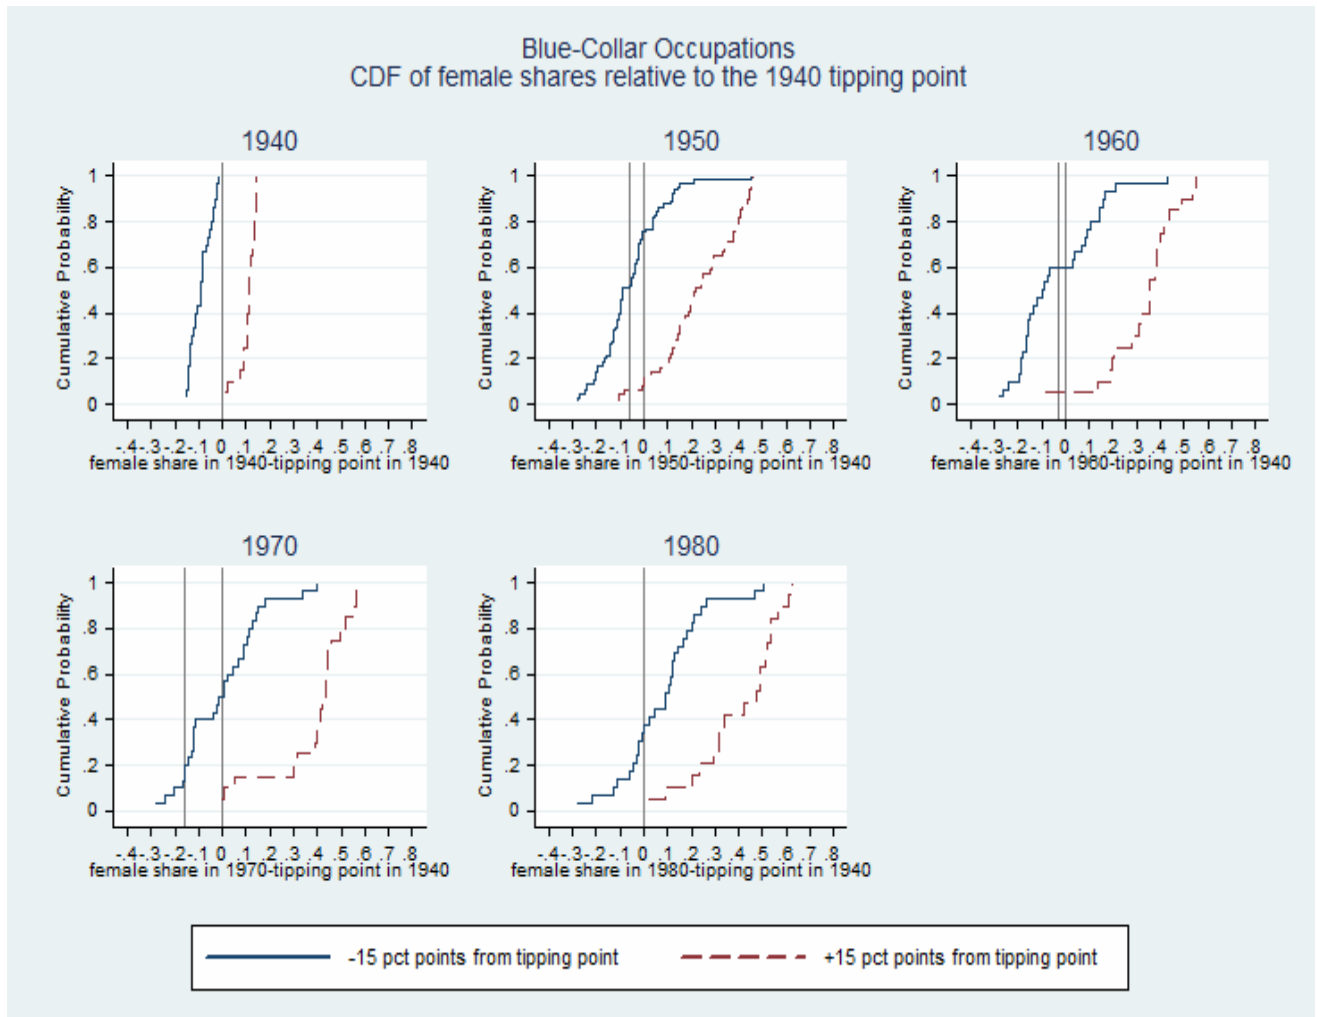 Blue-Collar Occupations
CDF of female shares relative to the 1940 tipping point
1940
Cumulative Probability
1
.8
.6
.4
.2
0
-.4-.3-.2-.1 0 .1 .2 .3 .4 .5 .6 .7 .8
female share in 1940-tipping point in 1940
1950
Cumulative Probability
1
.8
.6
.4
.2
0
-.4-.3-.2-.1 0 .1 .2 .3 .4 .5 .6 .7 .8
female share in 1950-tipping point in 1940
1960
Cumulative Probability
1
.8
.6
.4
.2
0
-.4-.3-.2-.1 0 .1 .2 .3 .4 .5 .6 .7 .8
female share in 1960-tipping point in 1940
1970
Cumulative Probability
1
.8
.6
.4
.2
0
-.4-.3-.2-.1 0 .1 .2 .3 .4 .5 .6 .7 .8
female share in 1970-tipping point in 1940
1980
Cumulative Probability
1
.8
.6
.4
.2
0
-.4-.3-.2-.1 0 .1 .2 .3 .4 .5 .6 .7 .8
female share in 1980-tipping point in 1940
-15 pct points from tipping point
+15 pct points from tipping point